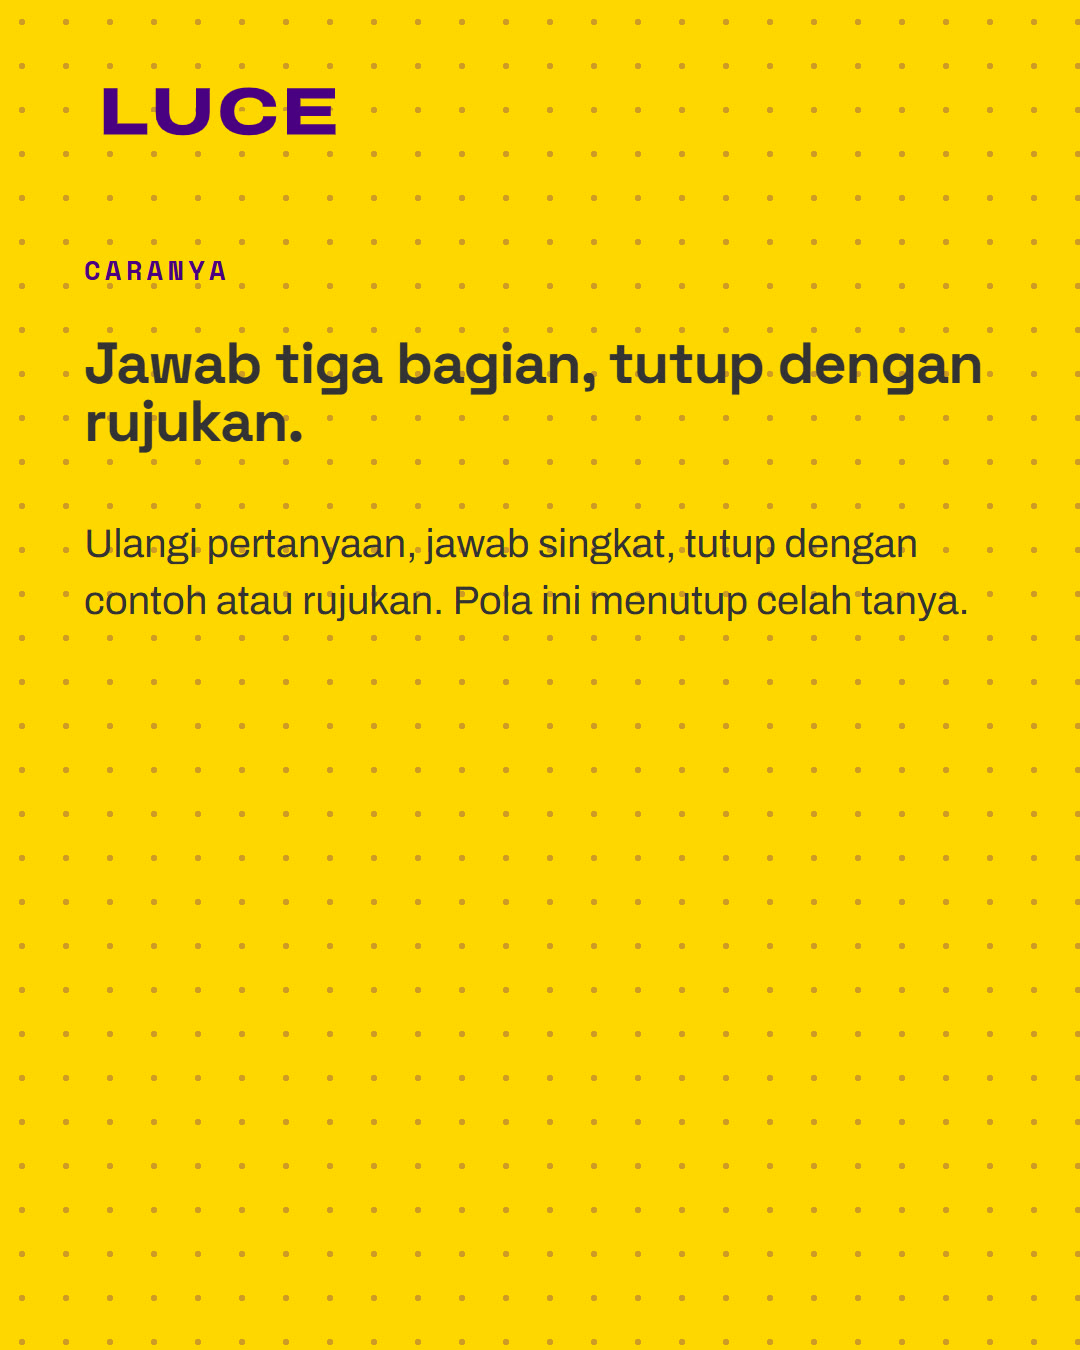 LUCE
CARANYA
Jawab tiga bagian, tutup dengan
rujukan.
Ulangi pertanyaan, jawab singkat, tutup dengan
contoh atau rujukan. Pola ini menutup celah tanya.